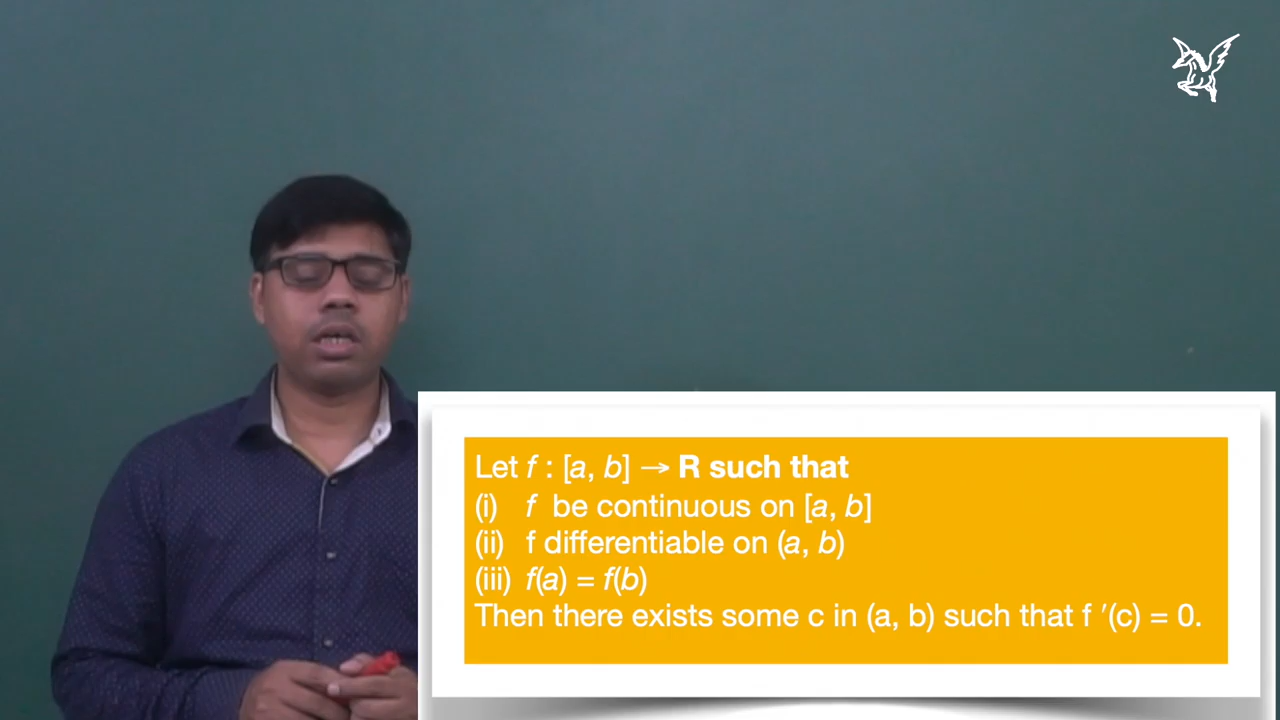 Let f : [a, b] → R such that
(i) f be continuous on [a, b]
(ii) f differentiable on (a, b)
(iii) f(a) = f(b)
Then there exists some c in (a, b) such that f ′(c) = 0.